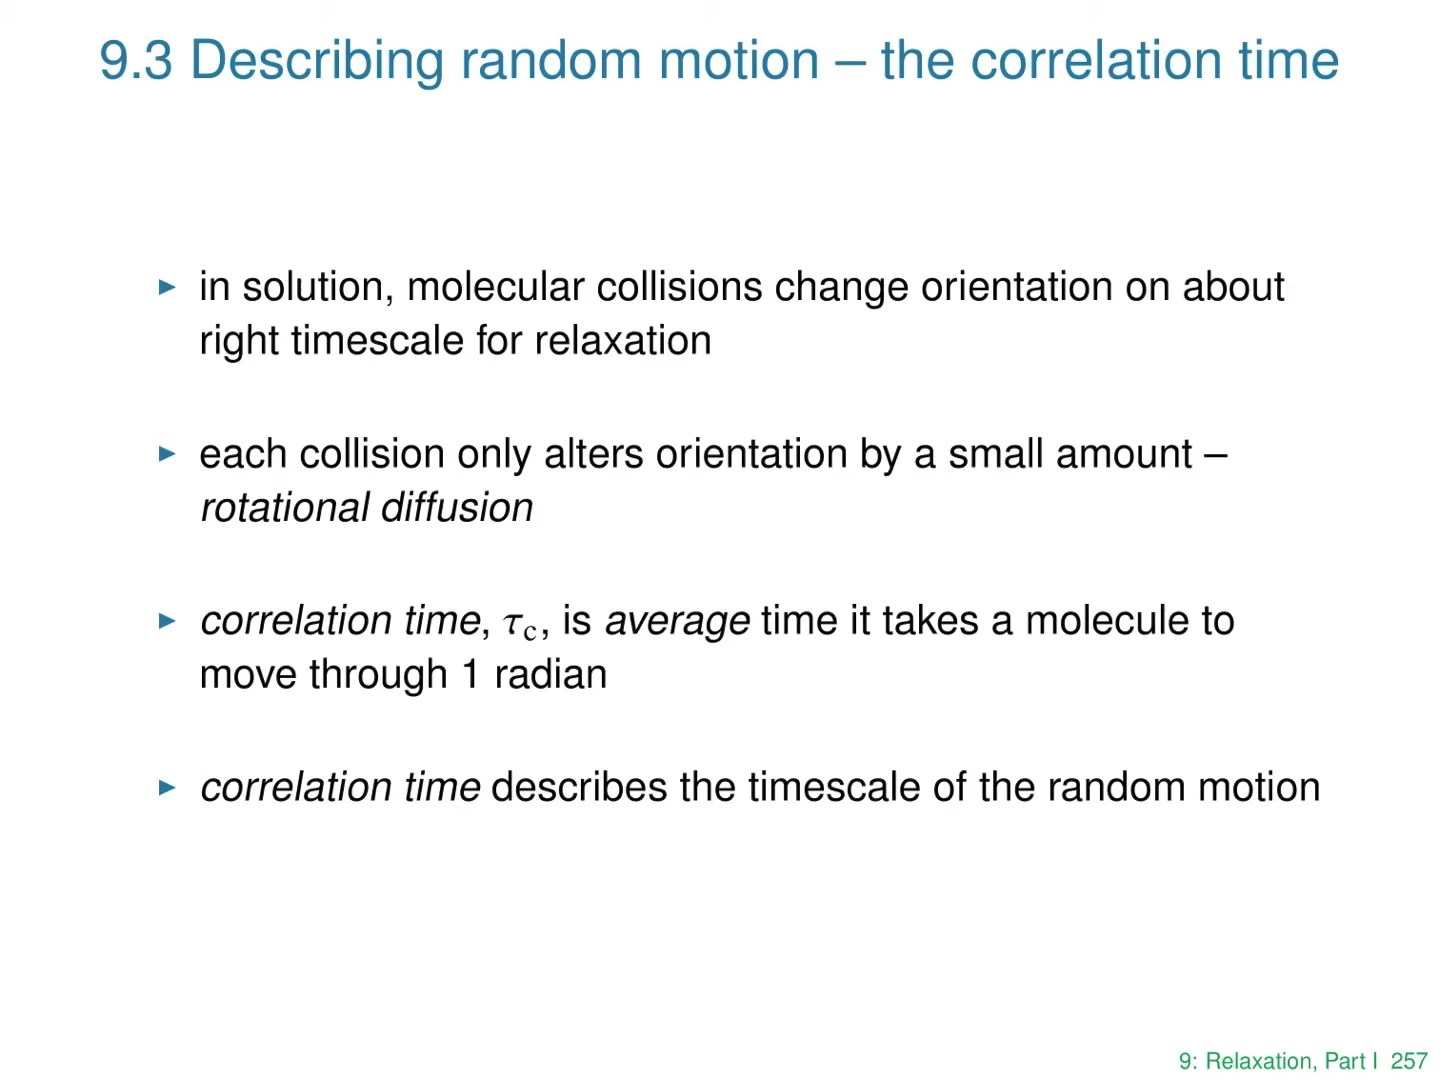 9.3 Describing random motion – the correlation time
▶ in solution, molecular collisions change orientation on about
right timescale for relaxation
▶ each collision only alters orientation by a small amount –
rotational diffusion
▶ correlation time, τc, is average time it takes a molecule to
move through 1 radian
▶ correlation time describes the timescale of the random motion
9: Relaxation, Part I 257